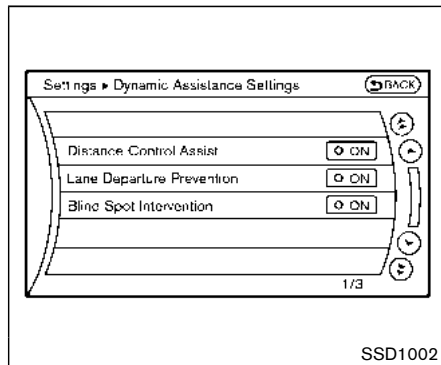 Settings ▸ Dynamic Assistance Settings BACK
Distance Control Assist ON
Lane Departure Prevention ON
Blind Spot Intervention ON
1/3
SSD1002